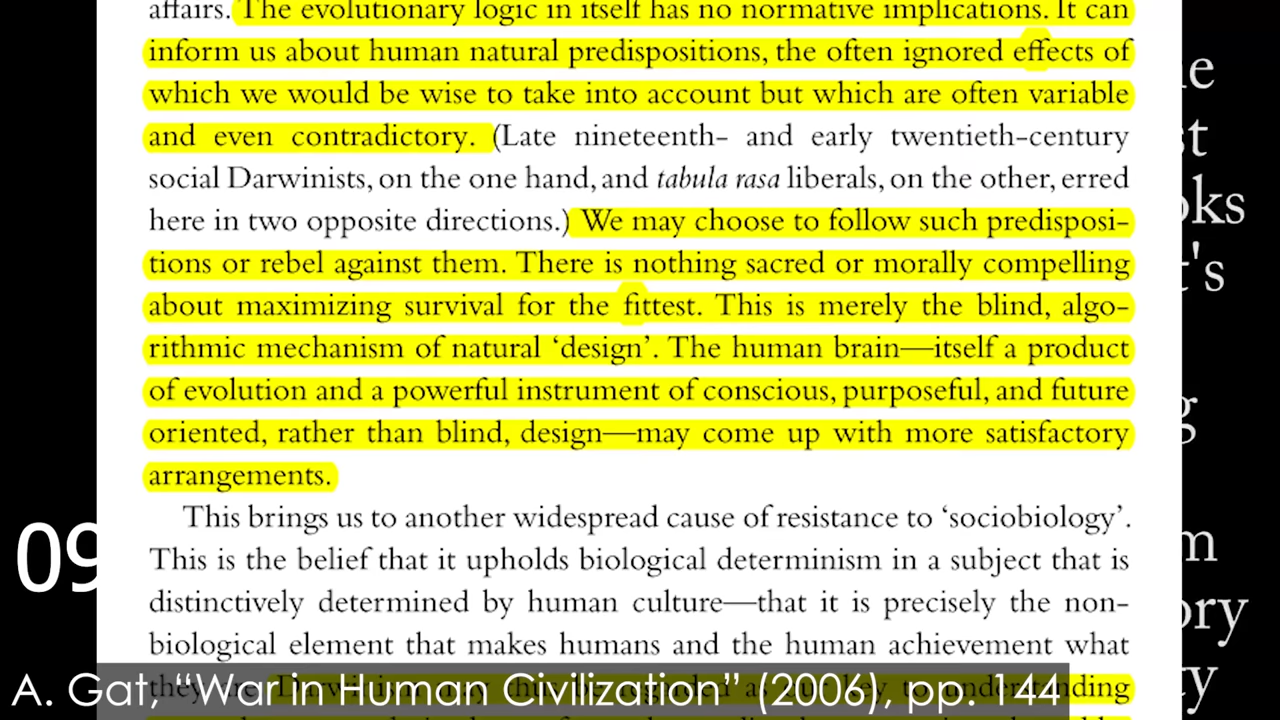 affairs. The evolutionary logic in itself has no normative implications. It can
inform us about human natural predispositions, the often ignored effects of
which we would be wise to take into account but which are often variable
and even contradictory. (Late nineteenth- and early twentieth-century
social Darwinists, on the one hand, and tabula rasa liberals, on the other, erred
here in two opposite directions.) We may choose to follow such predisposi-
tions or rebel against them. There is nothing sacred or morally compelling
about maximizing survival for the fittest. This is merely the blind, algo-
rithmic mechanism of natural ‘design’. The human brain—itself a product
of evolution and a powerful instrument of conscious, purposeful, and future
oriented, rather than blind, design—may come up with more satisfactory
arrangements.
This brings us to another widespread cause of resistance to ‘sociobiology’.
This is the belief that it upholds biological determinism in a subject that is
distinctively determined by human culture—that it is precisely the non-
biological element that makes humans and the human achievement what
A. Gat, “War in Human Civilization” (2006), pp. 144
09